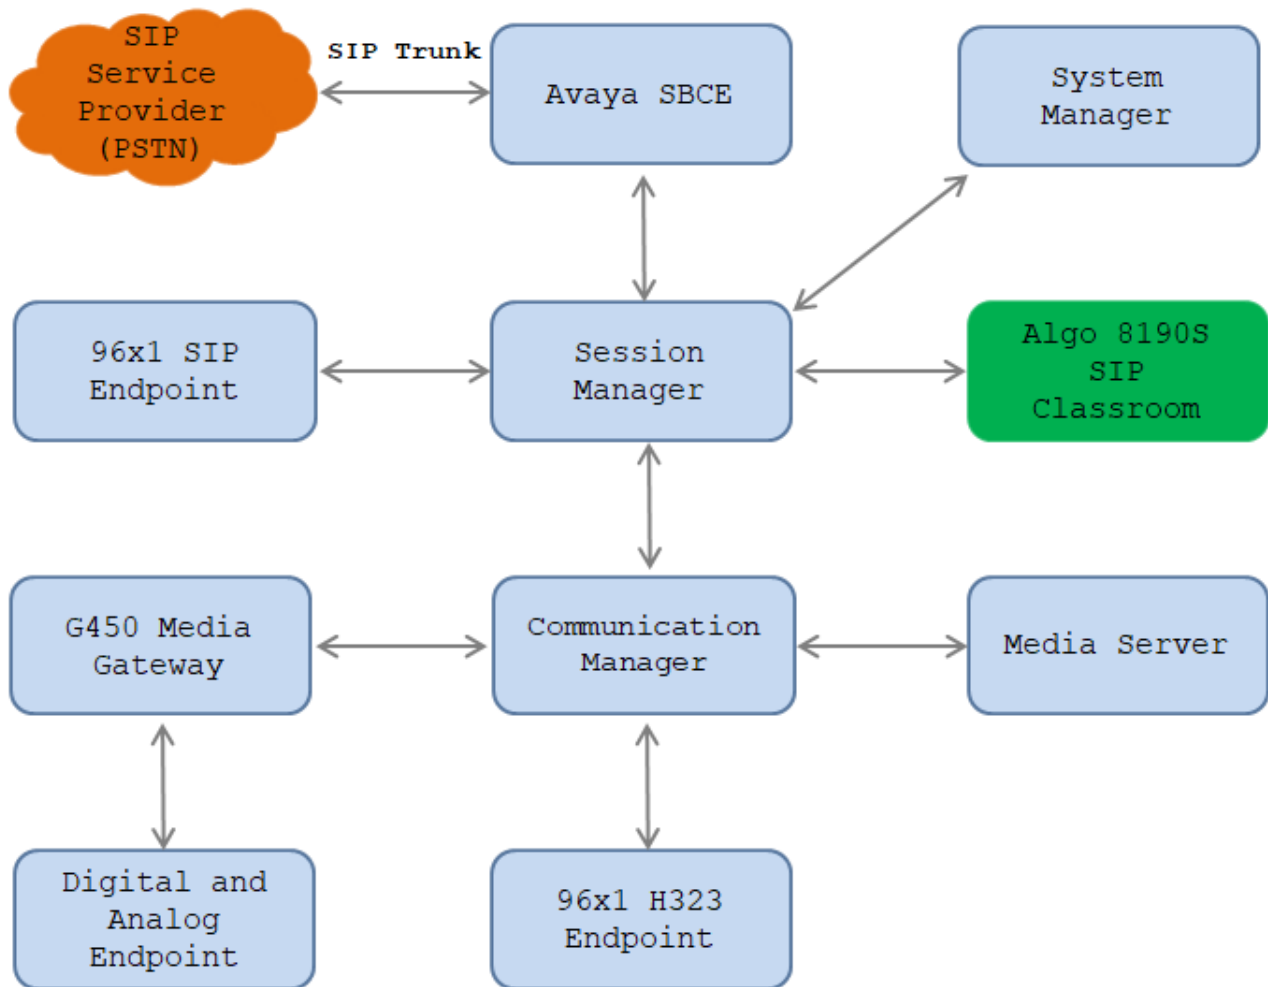 SIP
Service
Provider
(PSTN)
SIP Trunk
Avaya SBCE
System
Manager
96x1 SIP
Endpoint
Session
Manager
Algo 8190S
SIP
Classroom
G450 Media
Gateway
Communication
Manager
Media Server
Digital and
Analog
Endpoint
96x1 H323
Endpoint